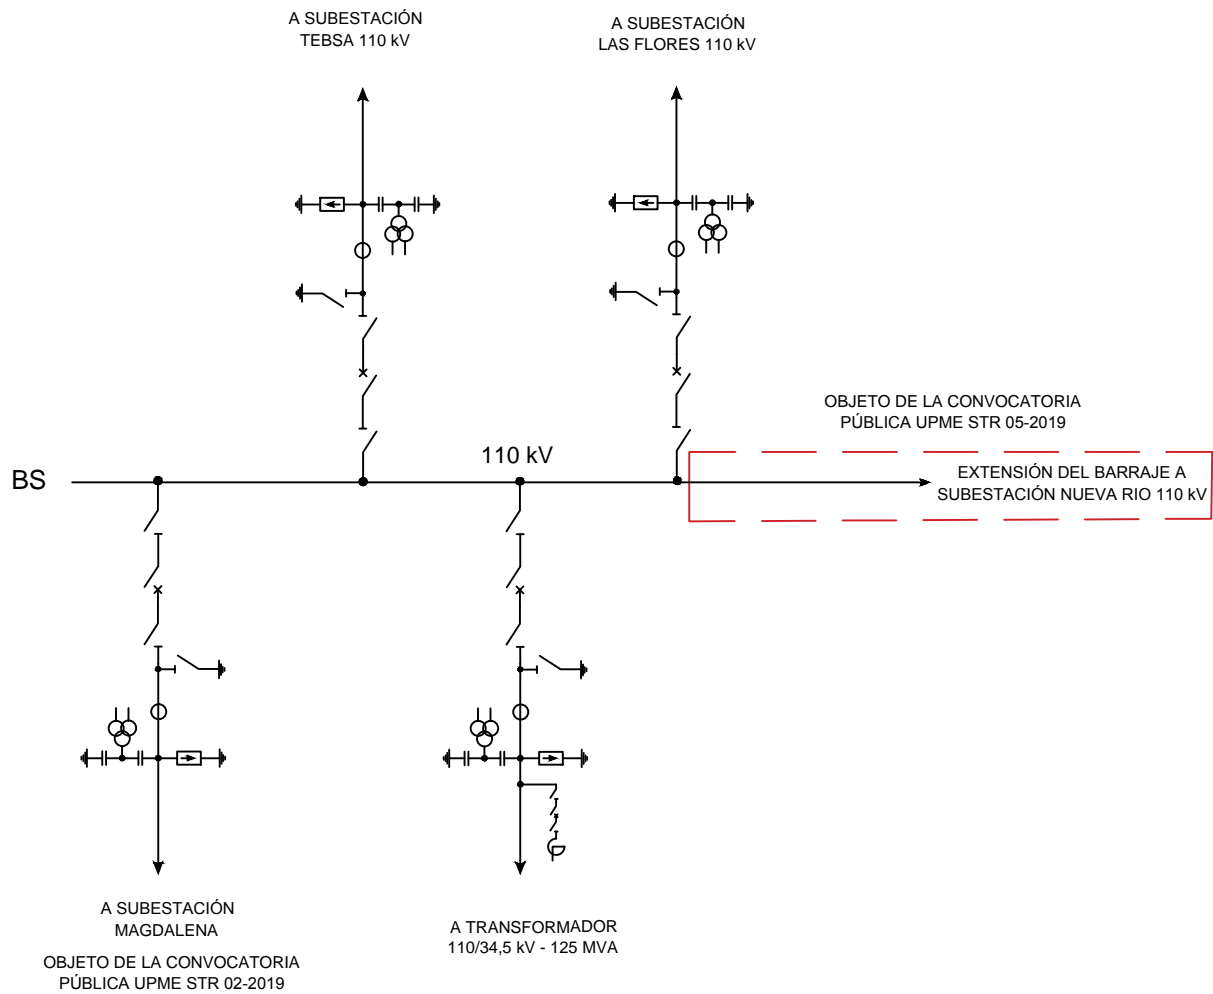 A SUBESTACIÓN
TEBSA 110 kV
A SUBESTACIÓN
LAS FLORES 110 kV
OBJETO DE LA CONVOCATORIA
PÚBLICA UPME STR 05-2019
110 kV
BS
EXTENSIÓN DEL BARRAJE A
SUBESTACIÓN NUEVA RIO 110 kV
A SUBESTACIÓN
MAGDALENA
OBJETO DE LA CONVOCATORIA
PÚBLICA UPME STR 02-2019
A TRANSFORMADOR
110/34,5 kV - 125 MVA